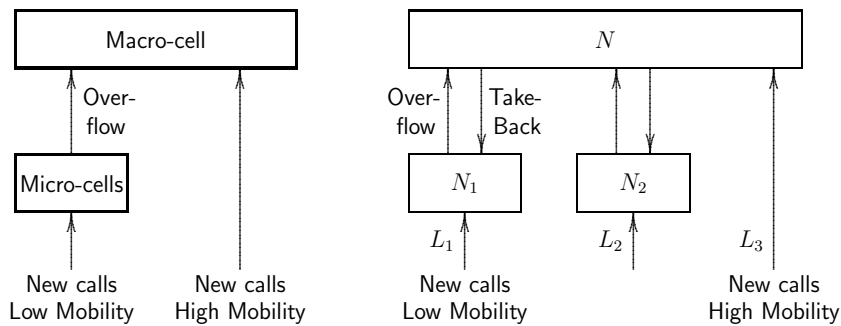 Macro-cell
Over-
flow
Micro-cells
New calls
Low Mobility
New calls
High Mobility
N
Over-
flow
Take-
Back
N₁
N₂
L₁
L₂
L₃
New calls
Low Mobility
New calls
High Mobility